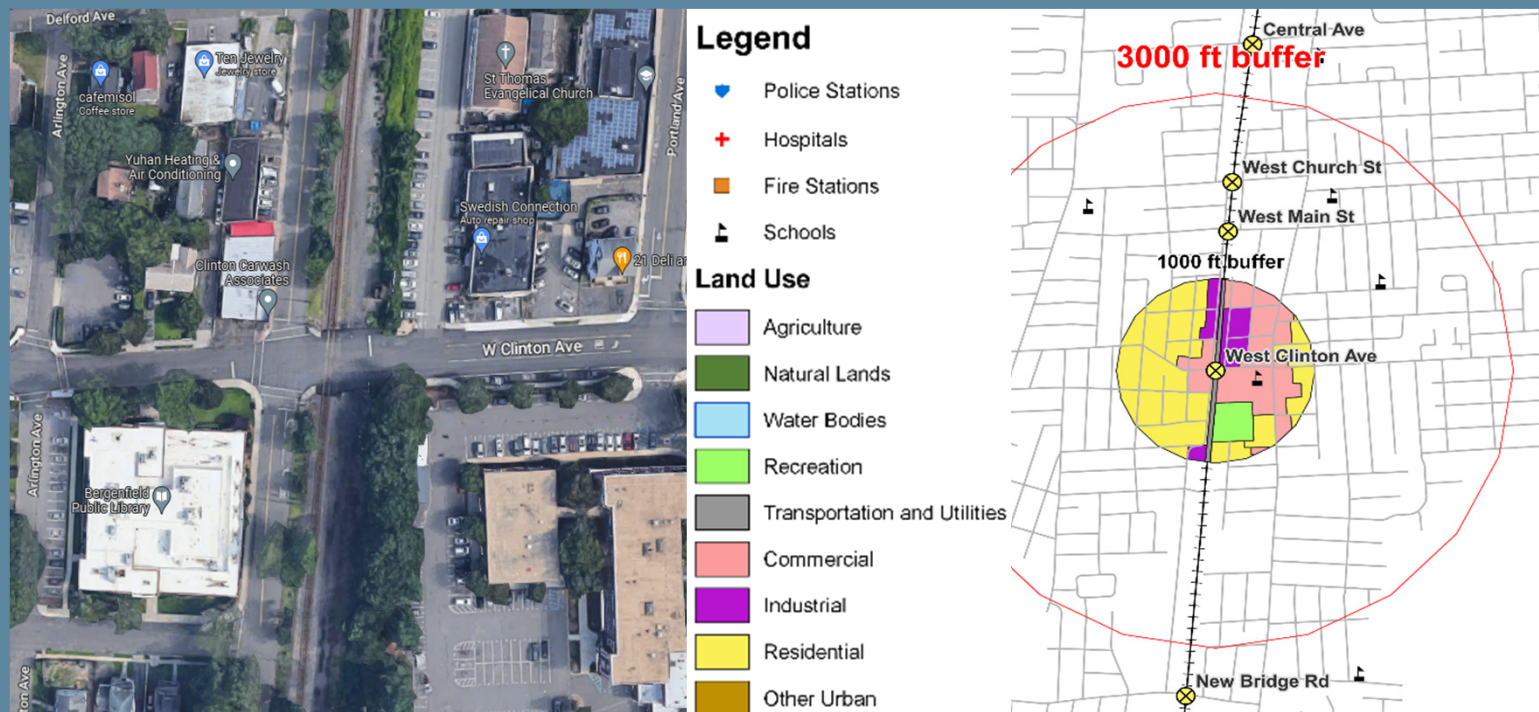 Delford Ave
Arlington Ave
Ten Jewelry
Jewelry store
cafemisol
Coffee store
St Thomas
Evangelical Church
Portland Ave
Yuhan Heating &
Air Conditioning
Swedish Connection
Auto repair shop
21 Deli a
Clinton Carwash
Associates
W Clinton Ave
Arlington Ave
Bergenfield
Public Library
ton Ave
Legend
Police Stations
Hospitals
Fire Stations
Schools
Land Use
Agriculture
Natural Lands
Water Bodies
Recreation
Transportation and Utilities
Commercial
Industrial
Residential
Other Urban
Central Ave
3000 ft buffer
West Church St
West Main St
1000 ft buffer
West Clinton Ave
New Bridge Rd